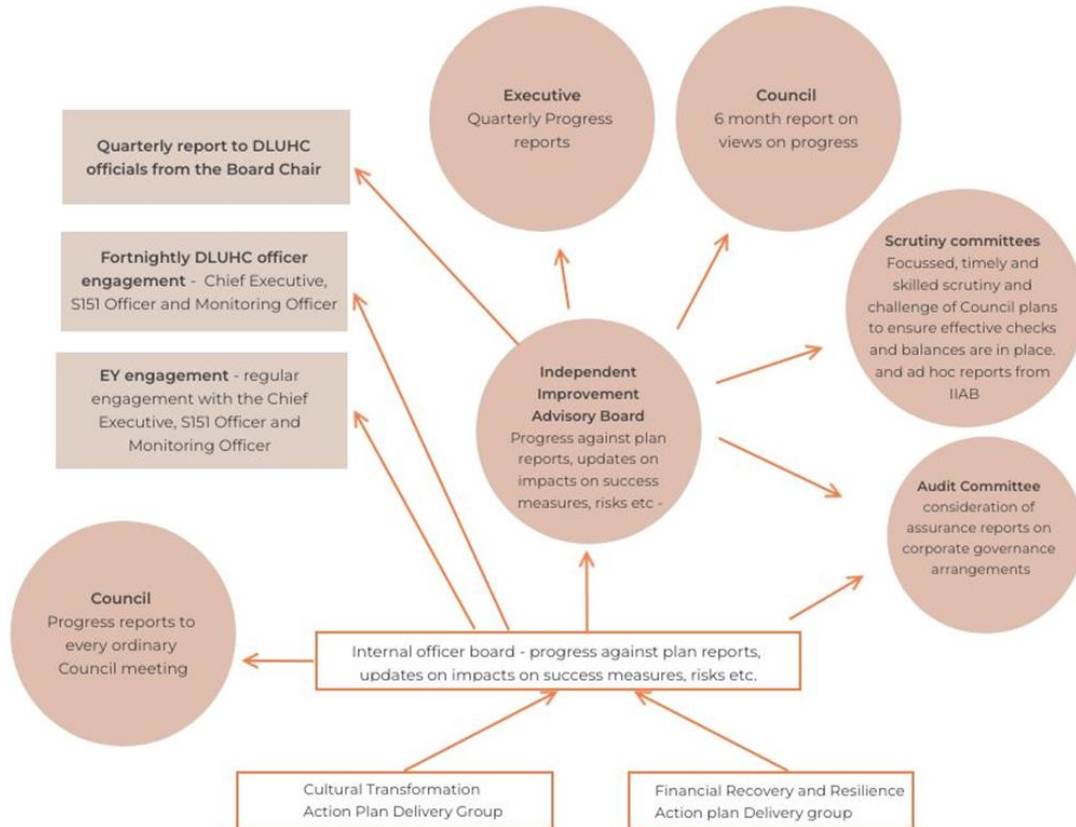 Executive
Quarterly Progress
reports
Council
6 month report on
views on progress
Quarterly report to DLUHC
officials from the Board Chair
Fortnightly DLUHC officer
engagement - Chief Executive,
S151 Officer and Monitoring Officer
EY engagement - regular
engagement with the Chief
Executive, S151 Officer and
Monitoring Officer
Scrutiny committees
Focussed, timely and
skilled scrutiny and
challenge of Council plans
to ensure effective checks
and balances are in place.
and ad hoc reports from
IIAB
Independent
Improvement
Advisory Board
Progress against plan
reports, updates on
impacts on success
measures, risks etc -
Audit Committee
consideration of
assurance reports on
corporate governance
arrangements
Council
Progress reports to
every ordinary
Council meeting
Internal officer board - progress against plan reports,
updates on impacts on success measures, risks etc.
Cultural Transformation
Action Plan Delivery Group
Financial Recovery and Resilience
Action plan Delivery group